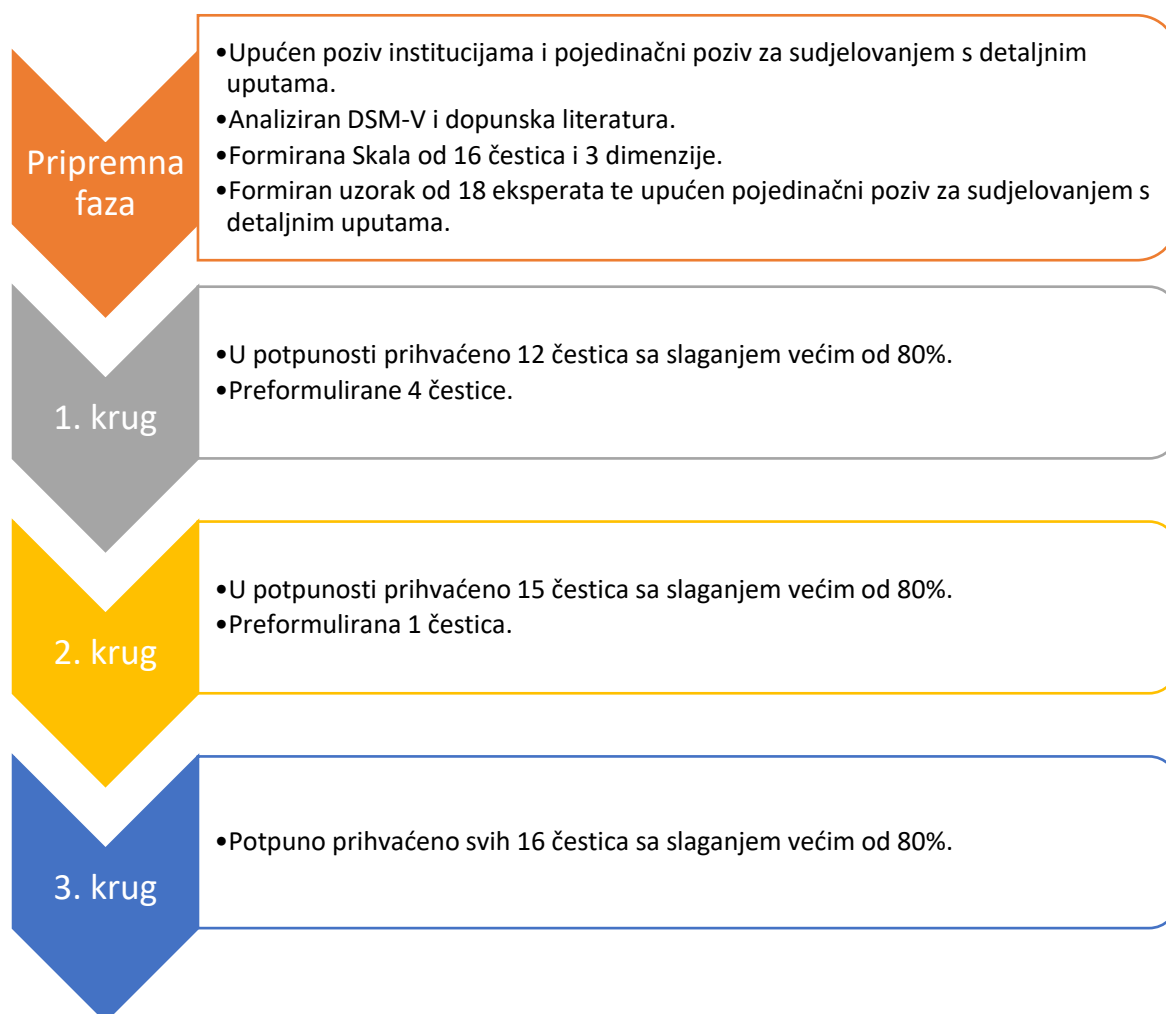 Pripremna
faza
•Upućen poziv institucijama i pojedinačni poziv za sudjelovanjem s detaljnim
uputama.
•Analiziran DSM-V i dopunska literatura.
•Formirana Skala od 16 čestica i 3 dimenzije.
•Formiran uzorak od 18 eksperata te upućen pojedinačni poziv za sudjelovanjem s
detaljnim uputama.
1. krug
•U potpunosti prihvaćeno 12 čestica sa slaganjem većim od 80%.
•Preformulirane 4 čestice.
2. krug
•U potpunosti prihvaćeno 15 čestica sa slaganjem većim od 80%.
•Preformulirana 1 čestica.
3. krug
•Potpuno prihvaćeno svih 16 čestica sa slaganjem većim od 80%.